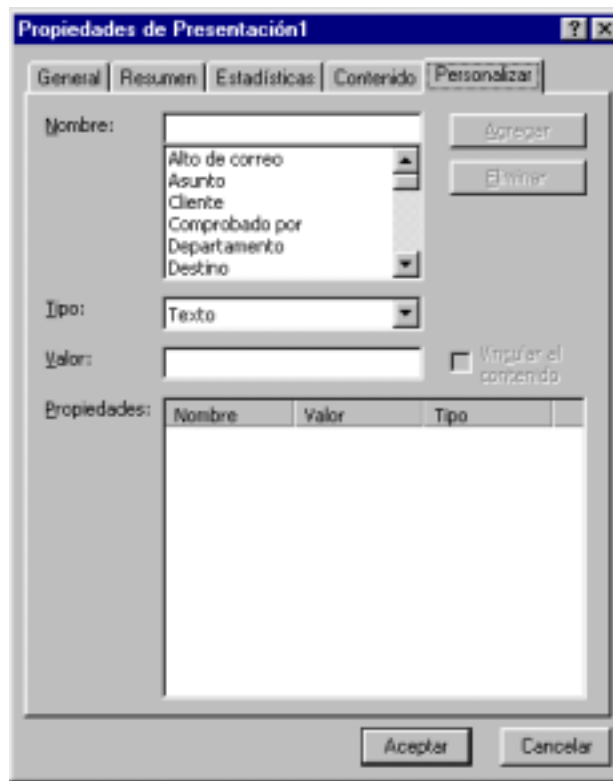 Propiedades de Presentación1
General Resumen Estadísticas Contenido Personalizar
Nombre:
Agregar
Alto de correo
Asunto
Cliente
Comprobado por
Departamento
Destino
Eliminar
Tipo:
Texto
Valor:
Vincular al
contenido
Propiedades:
Nombre Valor Tipo
Aceptar Cancelar